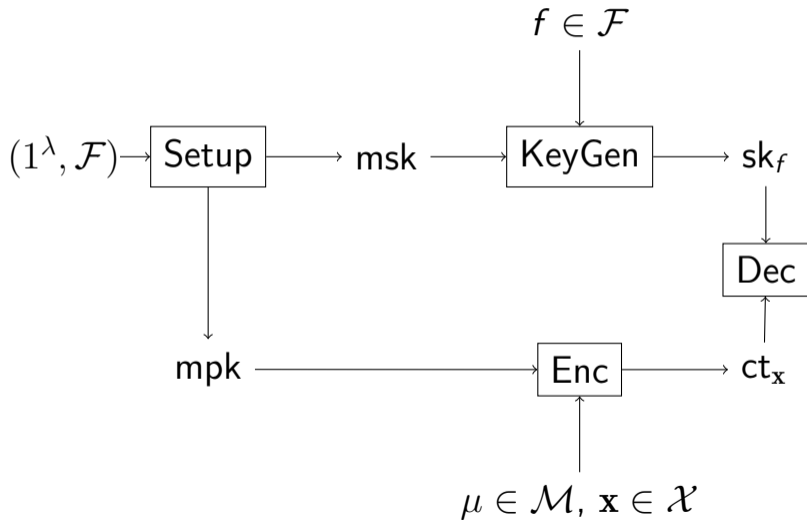 f ∈ 𝓕
(1^λ, 𝓕)
Setup
msk
KeyGen
sk_f
Dec
mpk
Enc
ct_𝐱
μ ∈ 𝓜, 𝐱 ∈ 𝓧